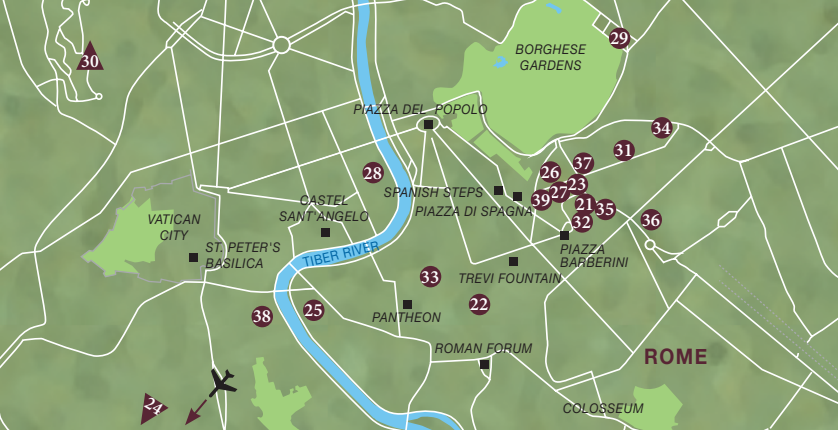 29
BORGHESE
GARDENS
30
PIAZZA DEL POPOLO
34
31
37
26
28
23
27
SPANISH STEPS
39
CASTEL
SANT'ANGELO
PIAZZA DI SPAGNA
21
35
32
36
VATICAN
CITY
ST. PETER'S
BASILICA
TIBER RIVER
PIAZZA
BARBERINI
33
TREVI FOUNTAIN
22
25
38
PANTHEON
ROMAN FORUM
ROME
24
COLOSSEUM